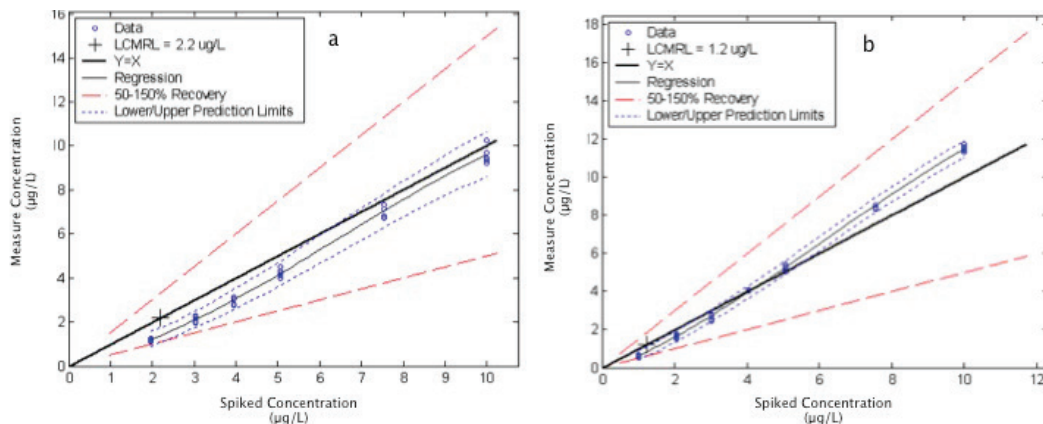 a
Data
LCMRL = 2.2 ug/L
Y=X
Regression
50-150% Recovery
Lower/Upper Prediction Limits
16
14
12
10
8
6
4
2
0
Measure Concentration
(µg/L)
0 1 2 3 4 5 6 7 8 9 10
Spiked Concentration
(µg/L)
b
Data
LCMRL = 1.2 ug/L
Y=X
Regression
50-150% Recovery
Lower/Upper Prediction Limits
18
16
14
12
10
8
6
4
2
0
Measure Concentration
(µg/L)
0 2 4 6 8 10 12
Spiked Concentration
(µg/L)